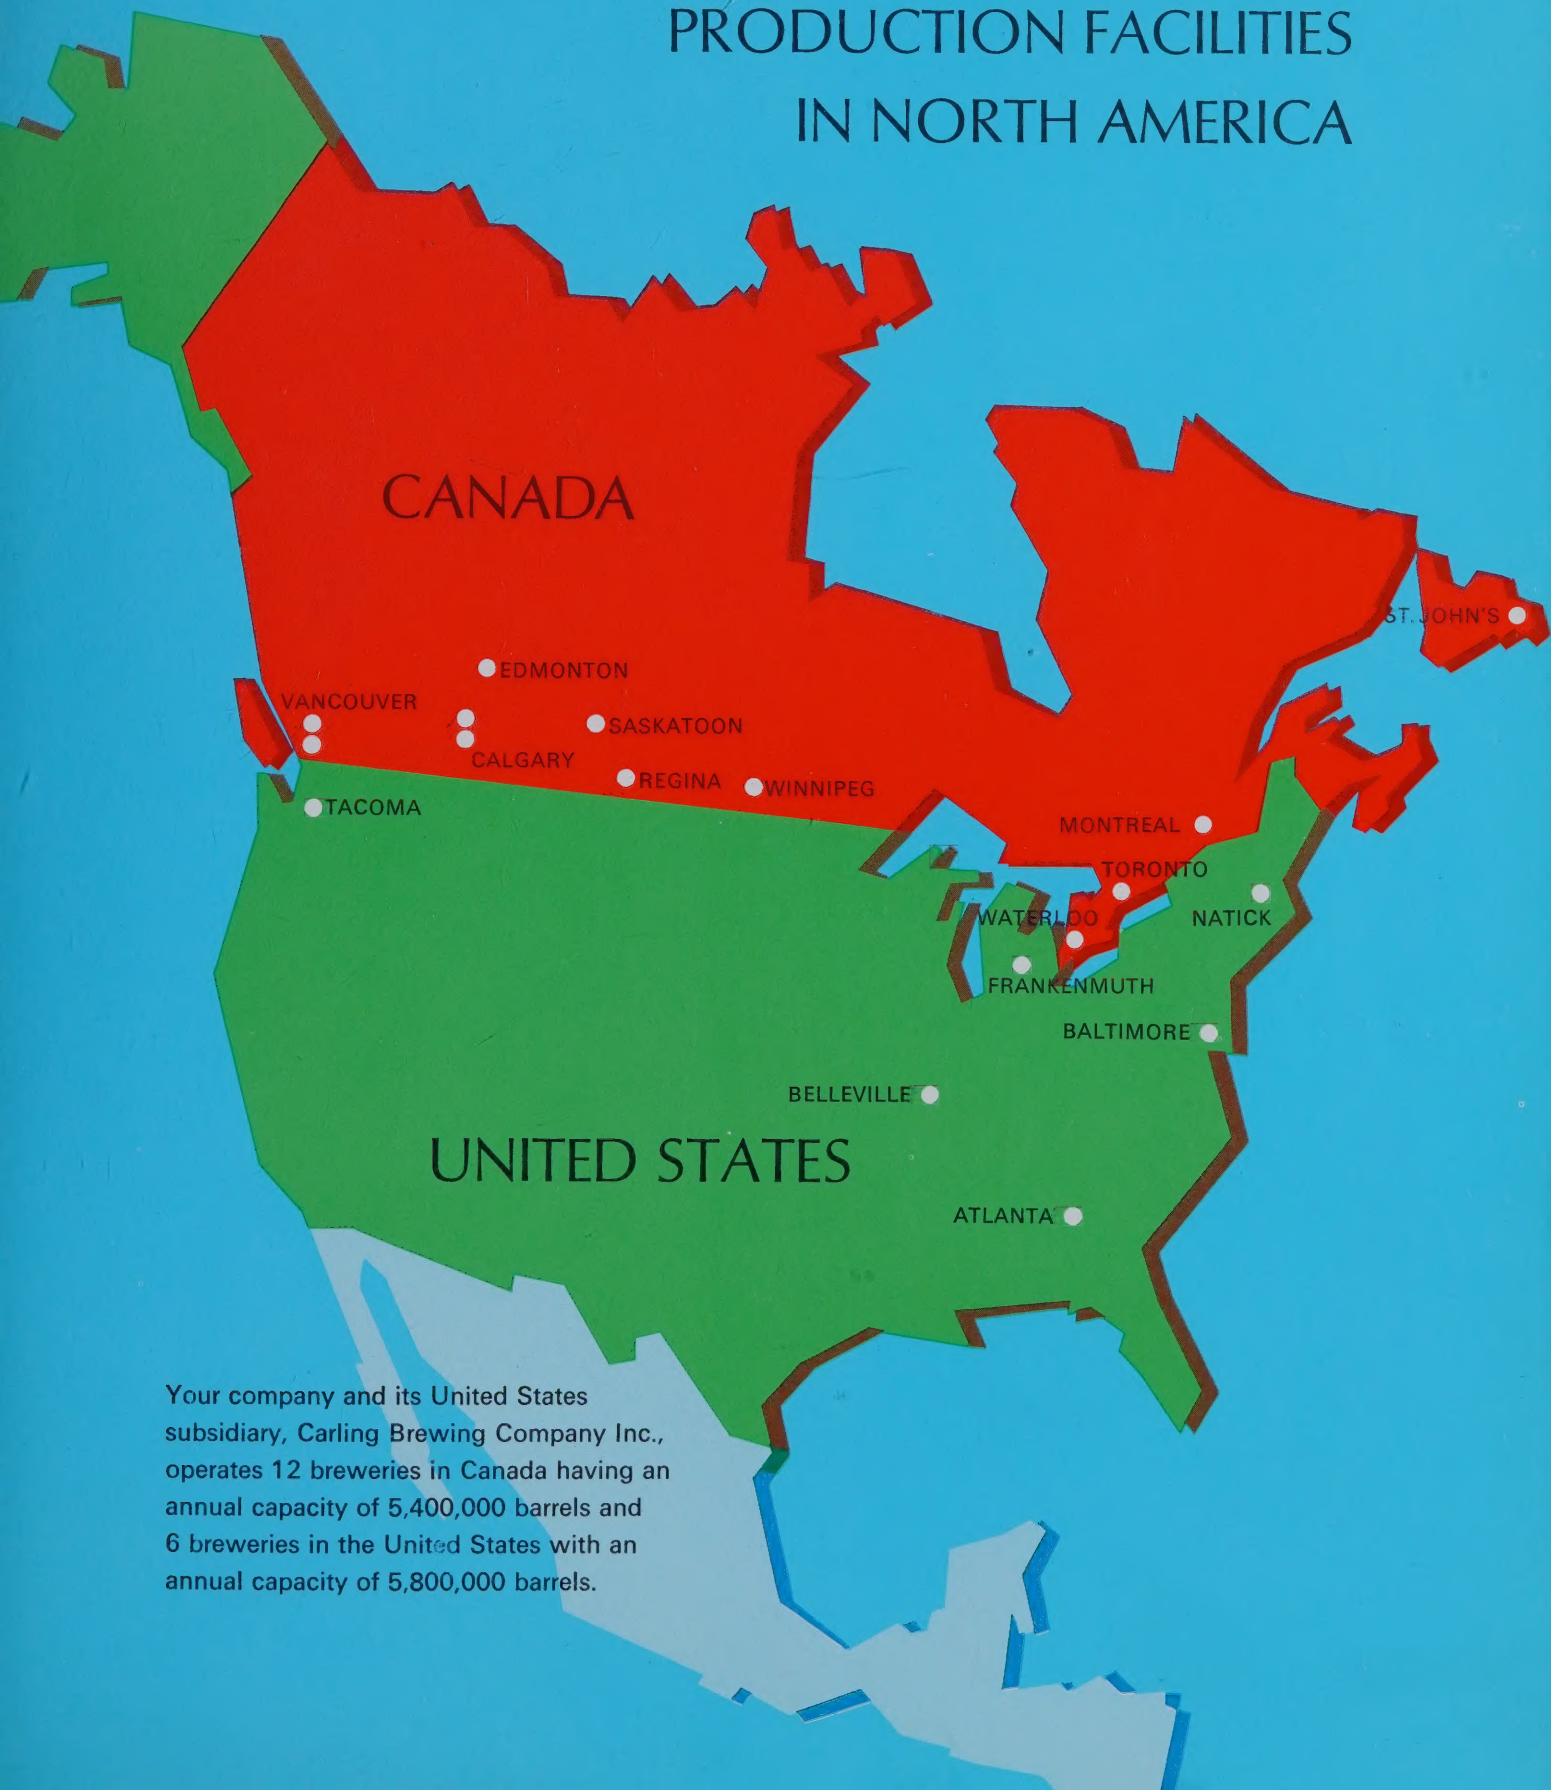 PRODUCTION FACILITIES
IN NORTH AMERICA
CANADA
ST. JOHN'S
EDMONTON
VANCOUVER
SASKATOON
CALGARY
REGINA
WINNIPEG
TACOMA
MONTREAL
TORONTO
WATERLOO
NATICK
FRANKENMUTH
BALTIMORE
BELLEVILLE
UNITED STATES
ATLANTA
Your company and its United States
subsidiary, Carling Brewing Company Inc.,
operates 12 breweries in Canada having an
annual capacity of 5,400,000 barrels and
6 breweries in the United States with an
annual capacity of 5,800,000 barrels.